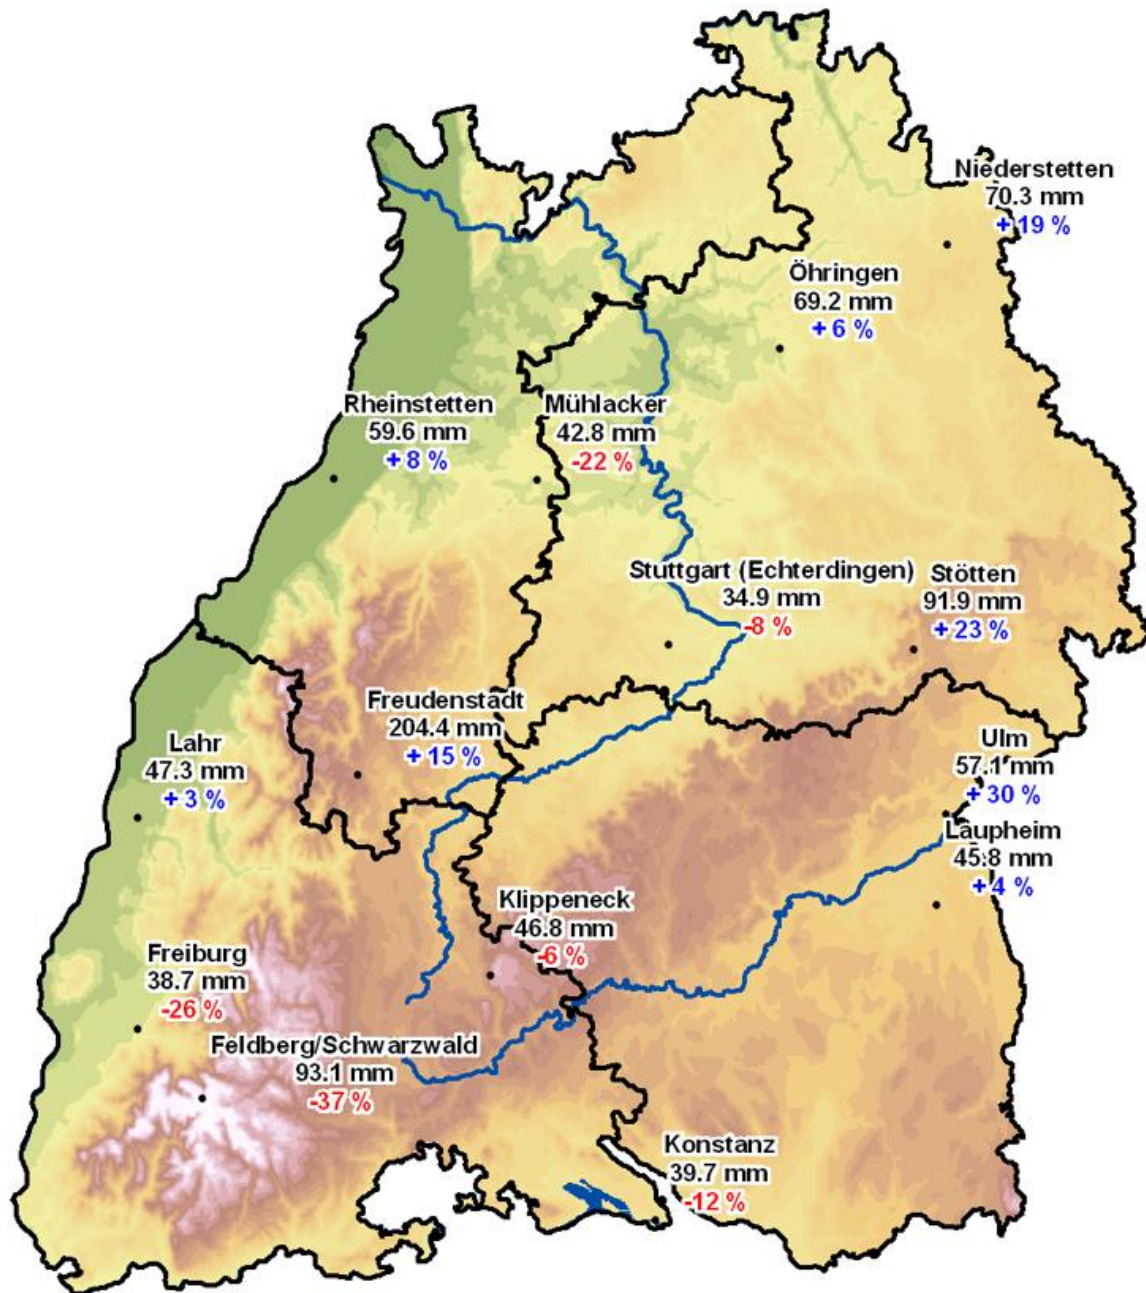 Niederstetten
70.3 mm
+ 19 %
Öhringen
69.2 mm
+ 6 %
Rheinstetten
59.6 mm
+ 8 %
Mühlacker
42.8 mm
-22 %
Stuttgart (Echterdingen)
34.9 mm
-8 %
Stötten
91.9 mm
+ 23 %
Freudenstadt
204.4 mm
+ 15 %
Lahr
47.3 mm
+ 3 %
Ulm
57.1 mm
+ 30 %
Laupheim
45.8 mm
+ 4 %
Klippeneck
46.8 mm
-6 %
Freiburg
38.7 mm
-26 %
Feldberg/Schwarzwald
93.1 mm
-37 %
Konstanz
39.7 mm
-12 %